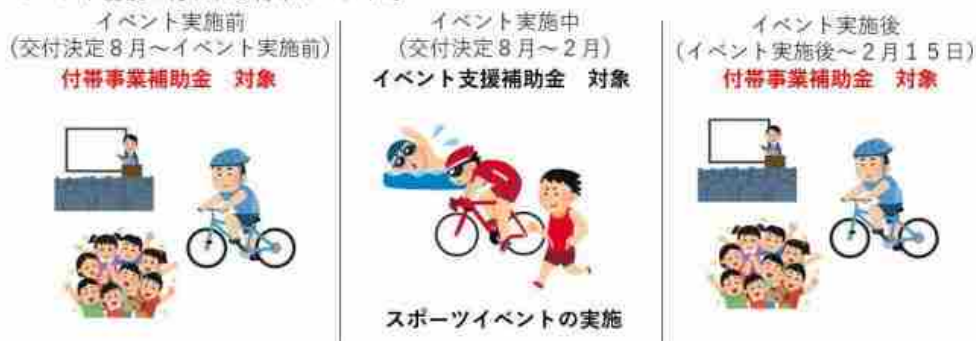 イベント実施前
(交付決定8月~イベント実施前)
付帯事業補助金 対象
イベント実施中
(交付決定8月~2月)
イベント支援補助金 対象
スポーツイベントの実施
イベント実施後
(イベント実施後~2月15日)
付帯事業補助金 対象